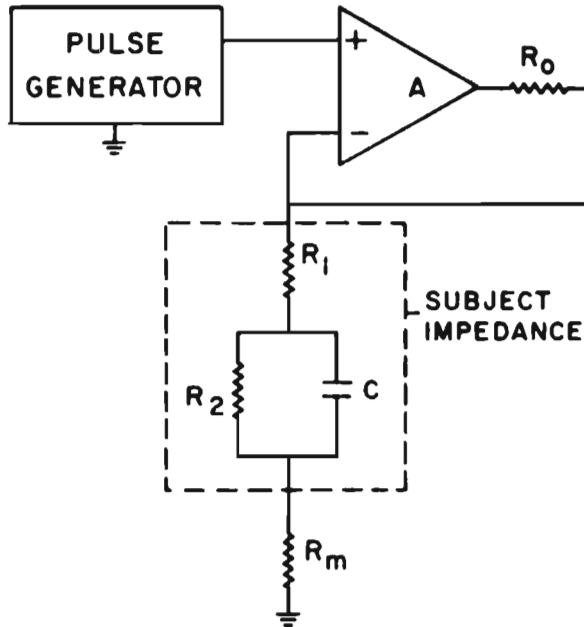 PULSE
GENERATOR
+
A
−
R₀
R₁
SUBJECT
IMPEDANCE
R₂
C
Rₘ